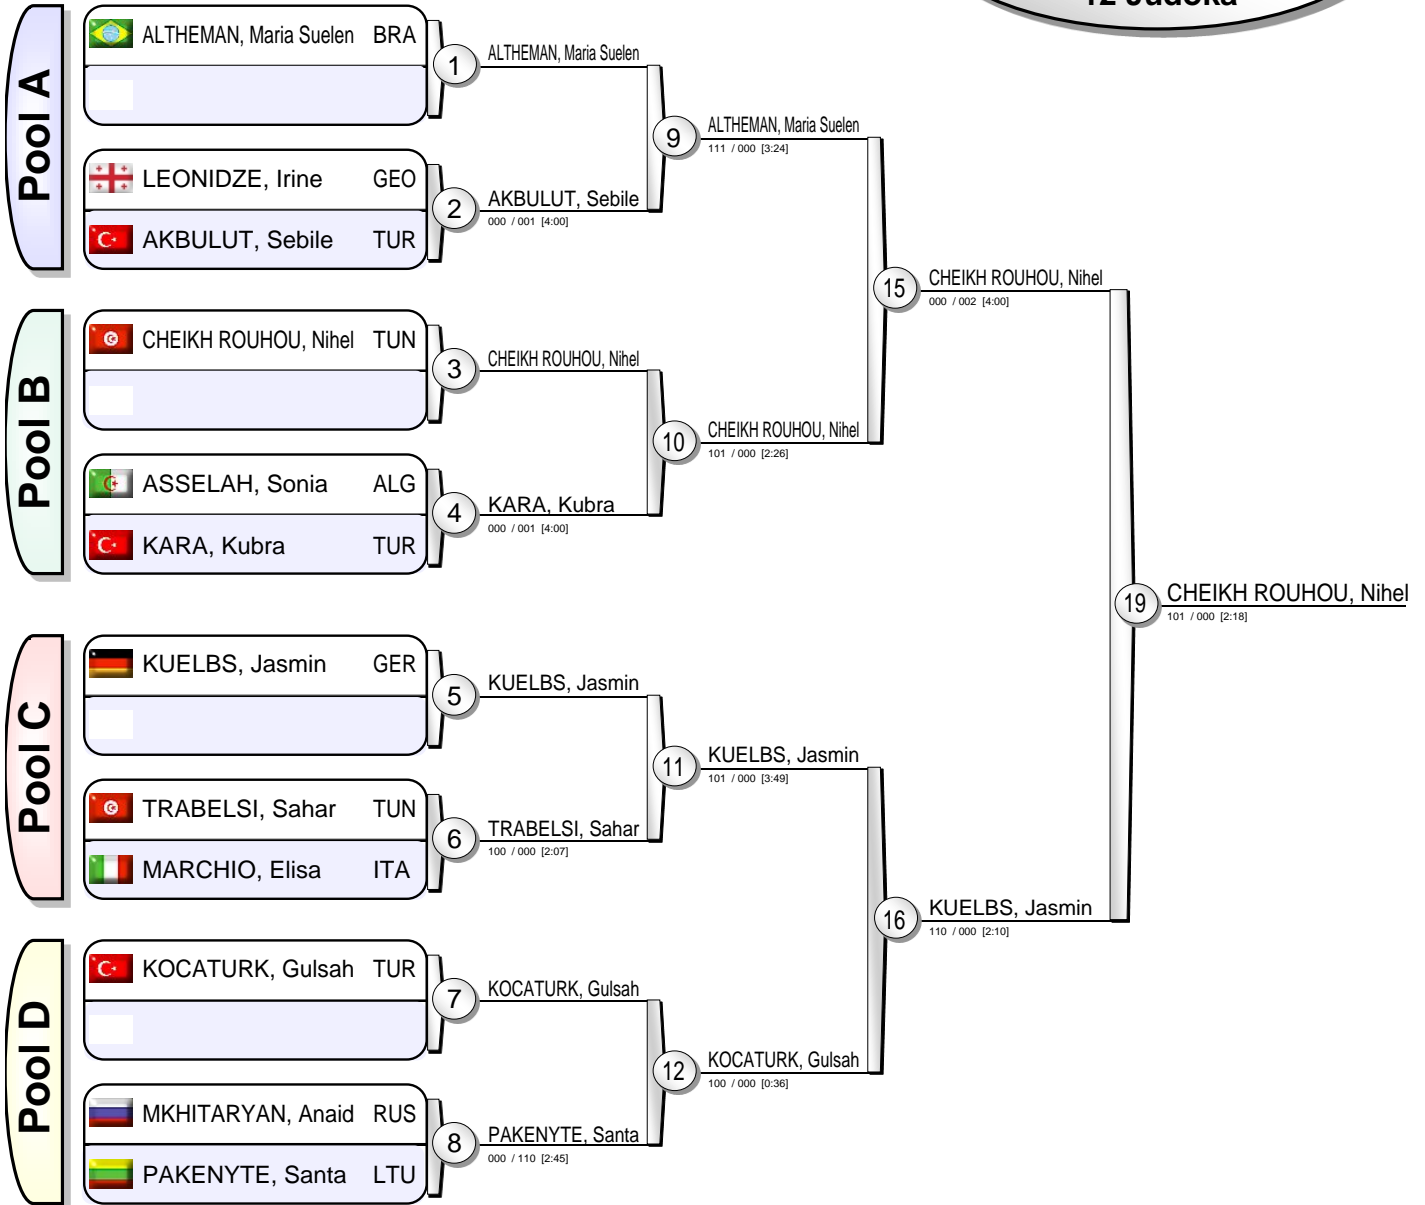 12 Judoka
Pool A
ALTHEMAN, Maria Suelen BRA
1
ALTHEMAN, Maria Suelen
LEONIDZE, Irine GEO
AKBULUT, Sebile TUR
2
AKBULUT, Sebile
000 / 001 [4:00]
9
ALTHEMAN, Maria Suelen
111 / 000 [3:24]
Pool B
CHEIKH ROUHOU, Nihel TUN
3
CHEIKH ROUHOU, Nihel
ASSELAH, Sonia ALG
KARA, Kubra TUR
4
KARA, Kubra
000 / 001 [4:00]
10
CHEIKH ROUHOU, Nihel
101 / 000 [2:26]
15
CHEIKH ROUHOU, Nihel
000 / 002 [4:00]
Pool C
KUELBS, Jasmin GER
5
KUELBS, Jasmin
TRABELSI, Sahar TUN
MARCHIO, Elisa ITA
6
TRABELSI, Sahar
100 / 000 [2:07]
11
KUELBS, Jasmin
101 / 000 [3:49]
Pool D
KOCATURK, Gulsah TUR
7
KOCATURK, Gulsah
MKHITARYAN, Anaid RUS
PAKENYTE, Santa LTU
8
PAKENYTE, Santa
000 / 110 [2:45]
12
KOCATURK, Gulsah
100 / 000 [0:36]
16
KUELBS, Jasmin
110 / 000 [2:10]
19
CHEIKH ROUHOU, Nihel
101 / 000 [2:18]